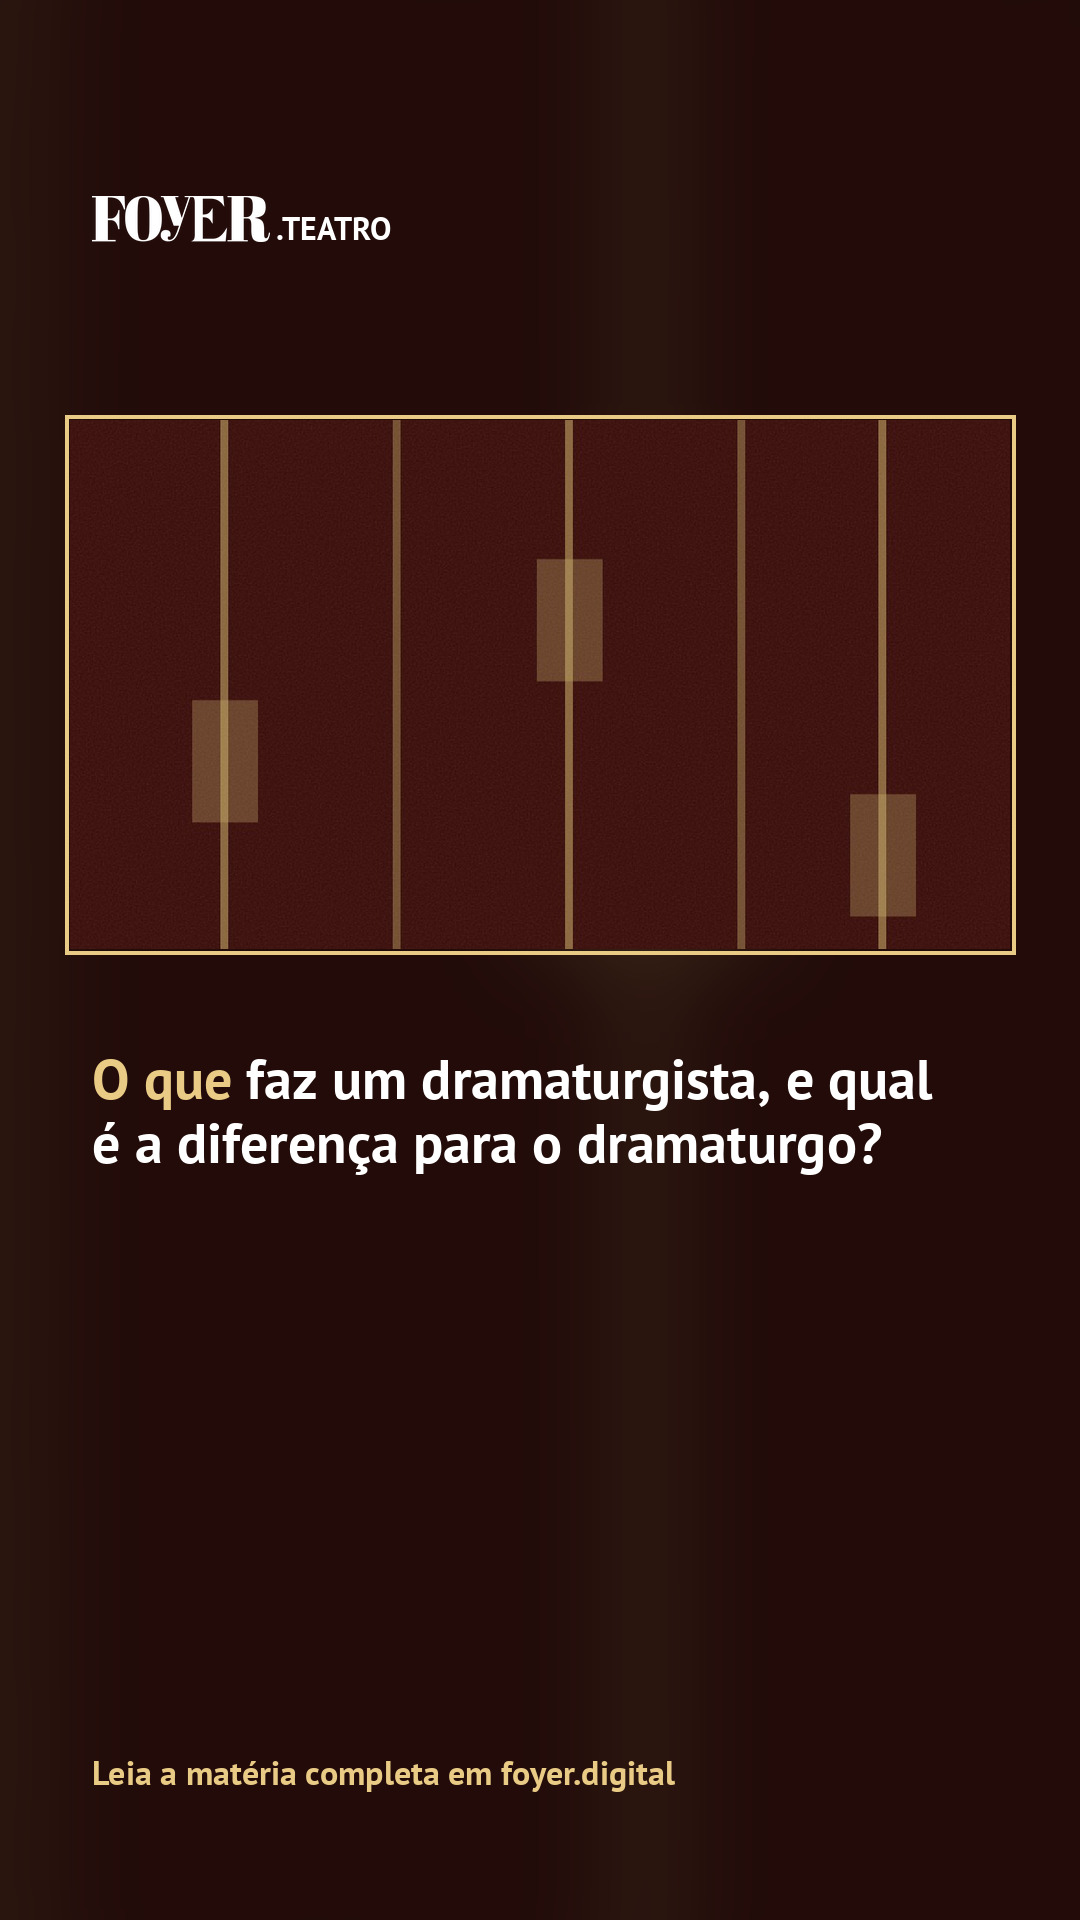 FOYER.TEATRO
O que faz um dramaturgista, e qual
é a diferença para o dramaturgo?
Leia a matéria completa em foyer.digital